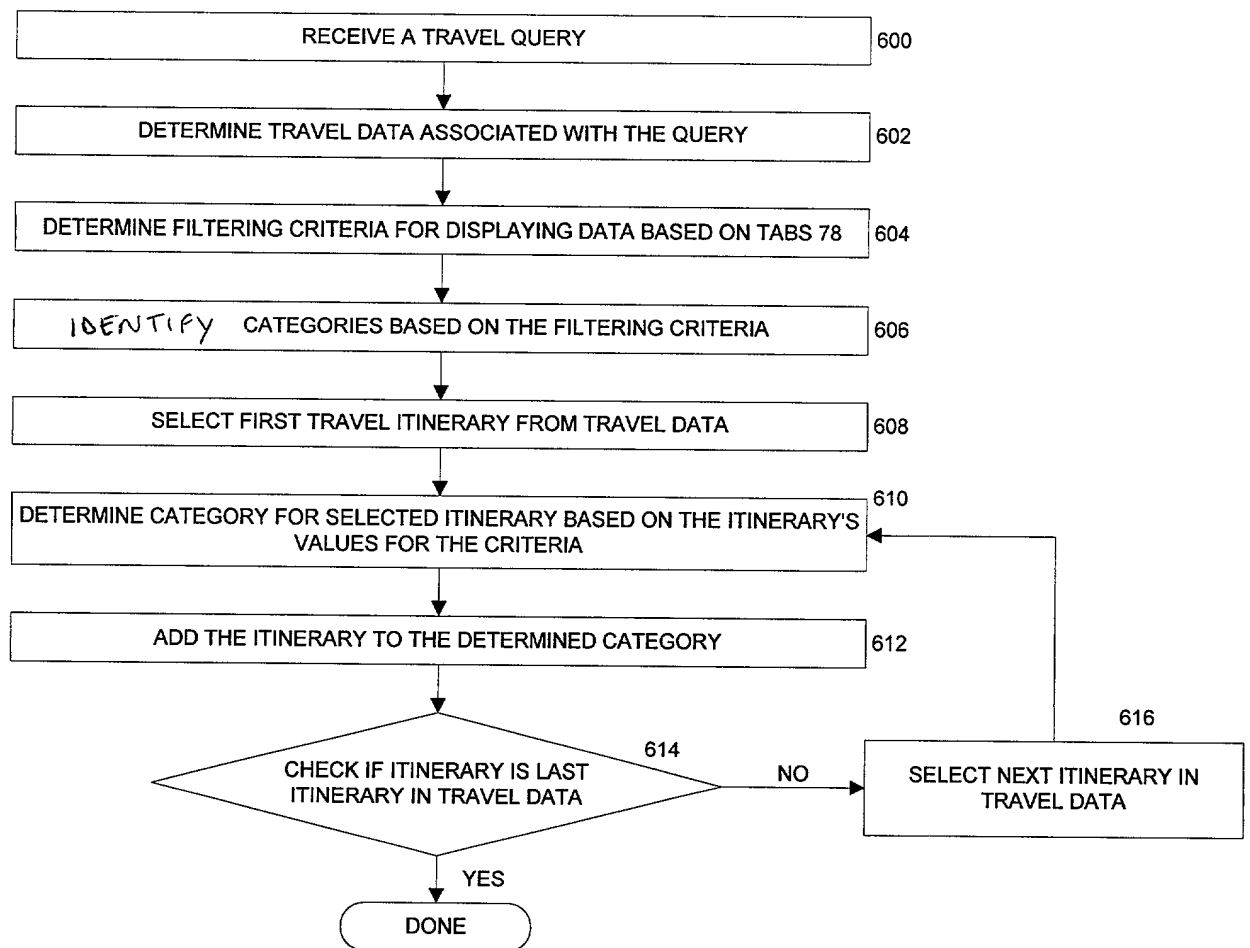 RECEIVE A TRAVEL QUERY
600
DETERMINE TRAVEL DATA ASSOCIATED WITH THE QUERY
602
DETERMINE FILTERING CRITERIA FOR DISPLAYING DATA BASED ON TABS 78
604
IDENTIFY CATEGORIES BASED ON THE FILTERING CRITERIA
606
SELECT FIRST TRAVEL ITINERARY FROM TRAVEL DATA
608
610
DETERMINE CATEGORY FOR SELECTED ITINERARY BASED ON THE ITINERARY'S
VALUES FOR THE CRITERIA
ADD THE ITINERARY TO THE DETERMINED CATEGORY
612
614
CHECK IF ITINERARY IS LAST
ITINERARY IN TRAVEL DATA
NO
616
SELECT NEXT ITINERARY IN
TRAVEL DATA
YES
DONE